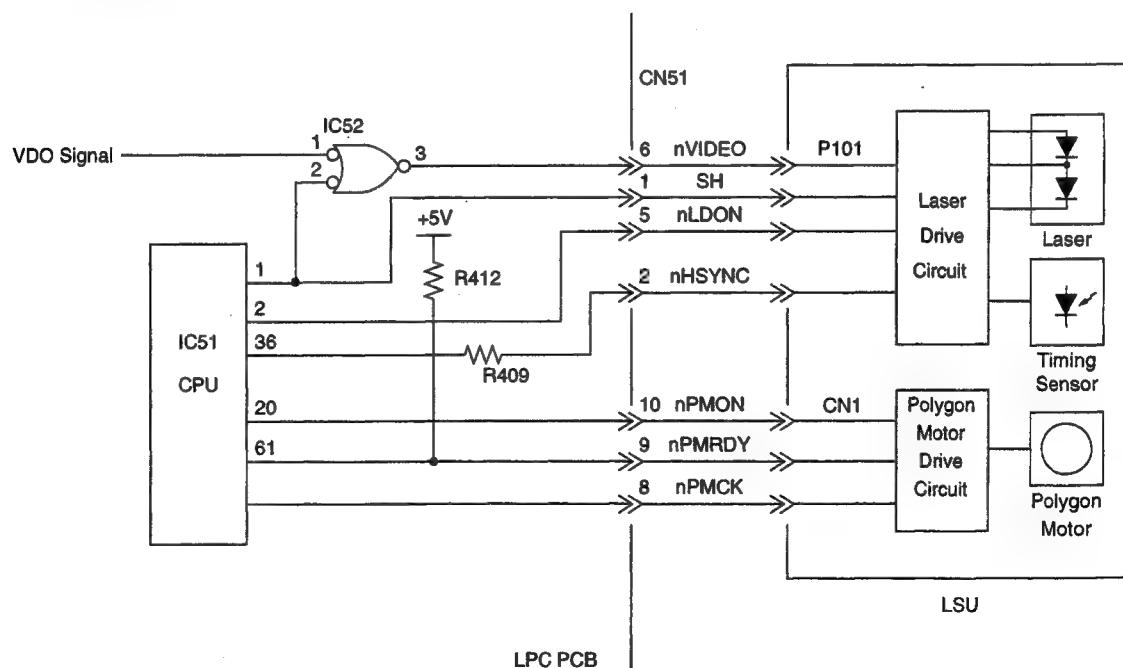 CN51
IC52
VDO Signal
1
2
3
6 nVIDEO P101
1 SH
5 nLDON
2 nHSYNC
+5V
R412
R409
1
2
36
20
61
IC51
CPU
10 nPMON CN1
9 nPMRDY
8 nPMCK
Laser
Drive
Circuit
Laser
Timing
Sensor
Polygon
Motor
Drive
Circuit
Polygon
Motor
LSU
LPC PCB